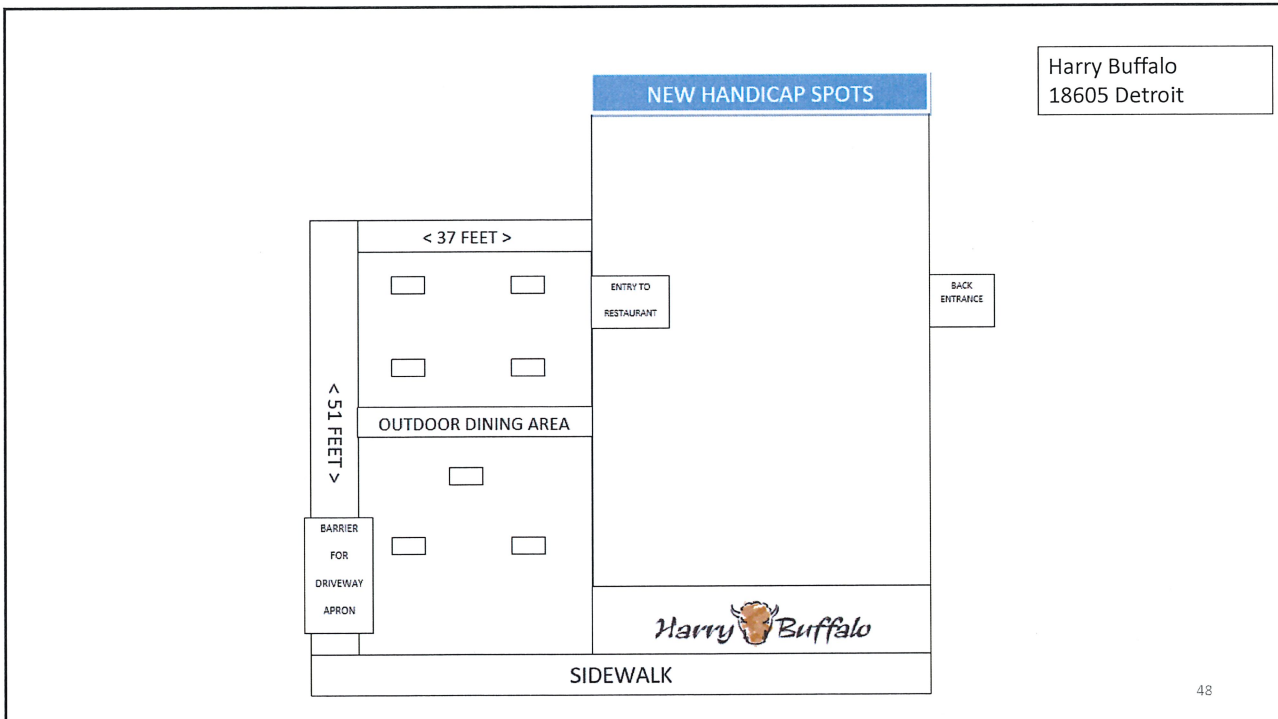 Harry Buffalo
18605 Detroit
NEW HANDICAP SPOTS
< 37 FEET >
ENTRY TO
RESTAURANT
BACK
ENTRANCE
< 51 FEET >
OUTDOOR DINING AREA
BARRIER
FOR
DRIVEWAY
APRON
Harry Buffalo
SIDEWALK
48